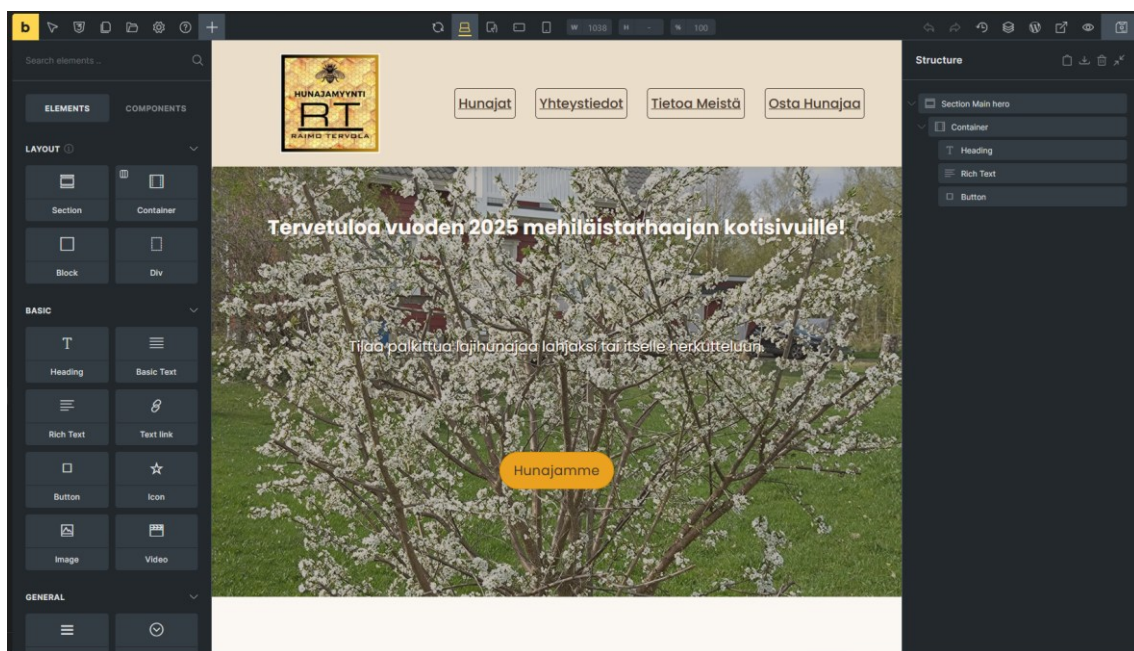 b
W 1038 H - % 100
Search elements ..
ELEMENTS COMPONENTS
LAYOUT
Section Container
Block Div
BASIC
T
Heading Basic Text
Rich Text Text link
Button Icon
Image Video
GENERAL
HUNAJAMYYNTI
RT
RAIMO TERVOLA
Hunajat Yhteystiedot Tietoa Meistä Osta Hunajaa
Tervetuloa vuoden 2025 mehiläistarhaajan kotisivuille!
Tilaa palkittua lajihunajaa lahjaksi tai itselle herkutteluun.
Hunajamme
Structure
Section Main hero
Container
T Heading
Rich Text
Button